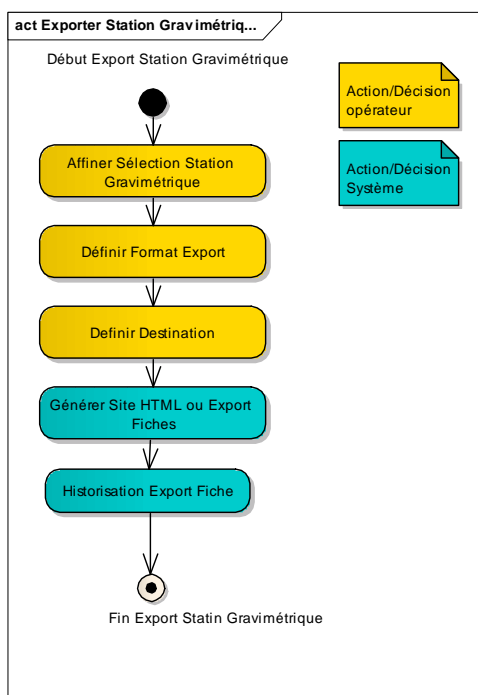 act Exporter Station Gravimétriq...
Début Export Station Gravimétrique
Action/Décision
opérateur
Affiner Sélection Station
Gravimétrique
Action/Décision
Système
Définir Format Export
Definir Destination
Générer Site HTML ou Export
Fiches
Historisation Export Fiche
Fin Export Statin Gravimétrique